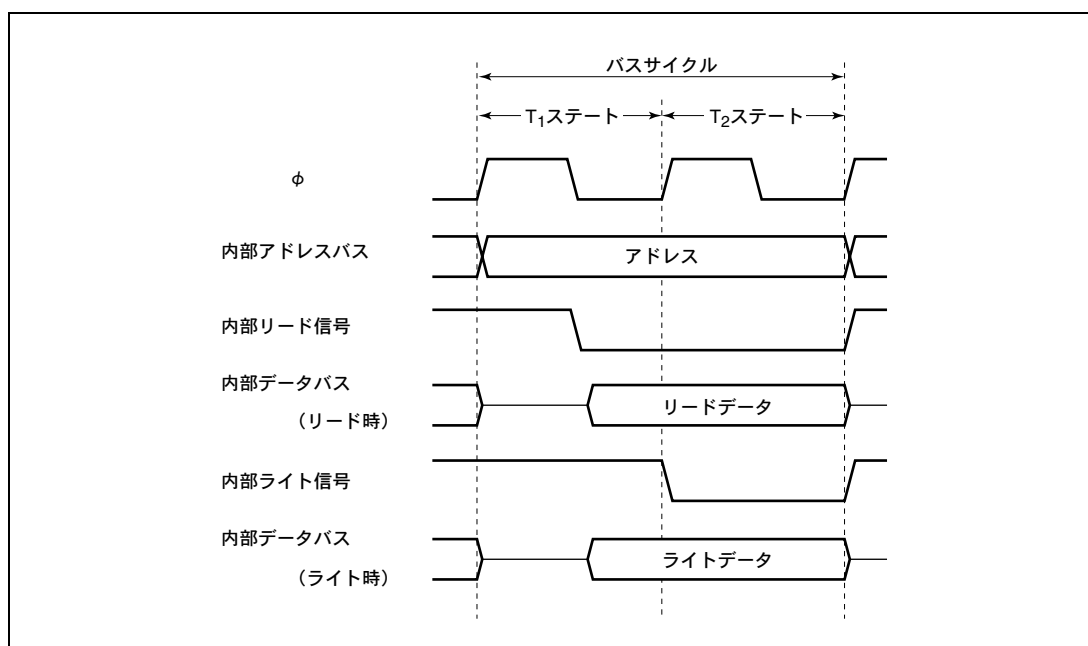 バスサイクル
T₁ステート
T₂ステート
φ
内部アドレスバス
アドレス
内部リード信号
内部データバス
（リード時）
リードデータ
内部ライト信号
内部データバス
（ライト時）
ライトデータ